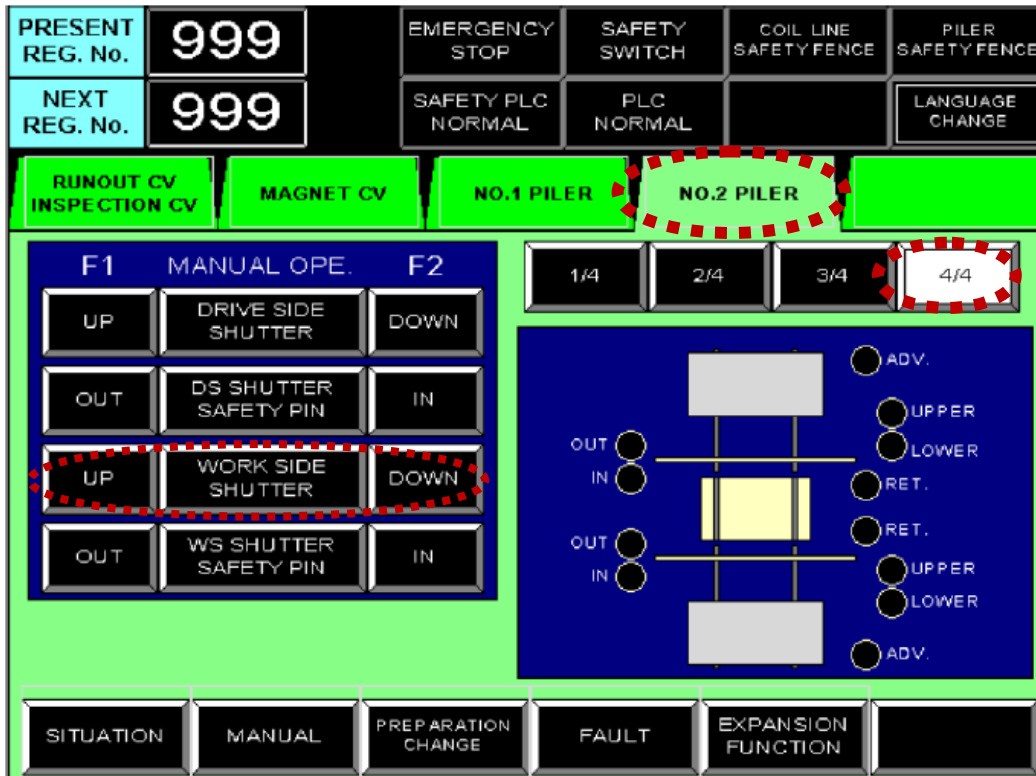 PRESENT
REG. No.
999
EMERGENCY
STOP
SAFETY
SWITCH
COIL LINE
SAFETY FENCE
PILER
SAFETY FENCE
NEXT
REG. No.
999
SAFETY PLC
NORMAL
PLC
NORMAL
LANGUAGE
CHANGE
RUNOUT CV
INSPECTION CV
MAGNET CV
NO.1 PILER
NO.2 PILER
F1 MANUAL OPE. F2
UP
DRIVE SIDE
SHUTTER
DOWN
OUT
DS SHUTTER
SAFETY PIN
IN
UP
WORK SIDE
SHUTTER
DOWN
OUT
WS SHUTTER
SAFETY PIN
IN
1/4
2/4
3/4
4/4
ADV.
UPPER
LOWER
OUT
IN
RET.
RET.
OUT
IN
UPPER
LOWER
ADV.
SITUATION
MANUAL
PREPARATION
CHANGE
FAULT
EXPANSION
FUNCTION